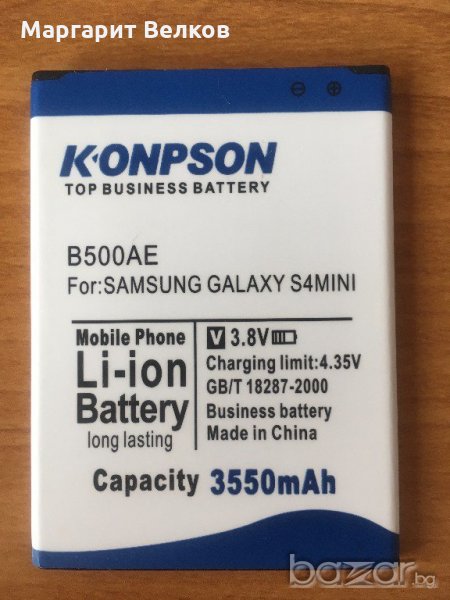 Маргарит Велков
KONPSON
TOP BUSINESS BATTERY
B500AE
For:SAMSUNG GALAXY S4MINI
Mobile Phone
Li-ion
Battery
long lasting
V 3.8V
Charging limit:4.35V
GB/T 18287-2000
Business battery
Made in China
Capacity 3550mAh
bazar.bg